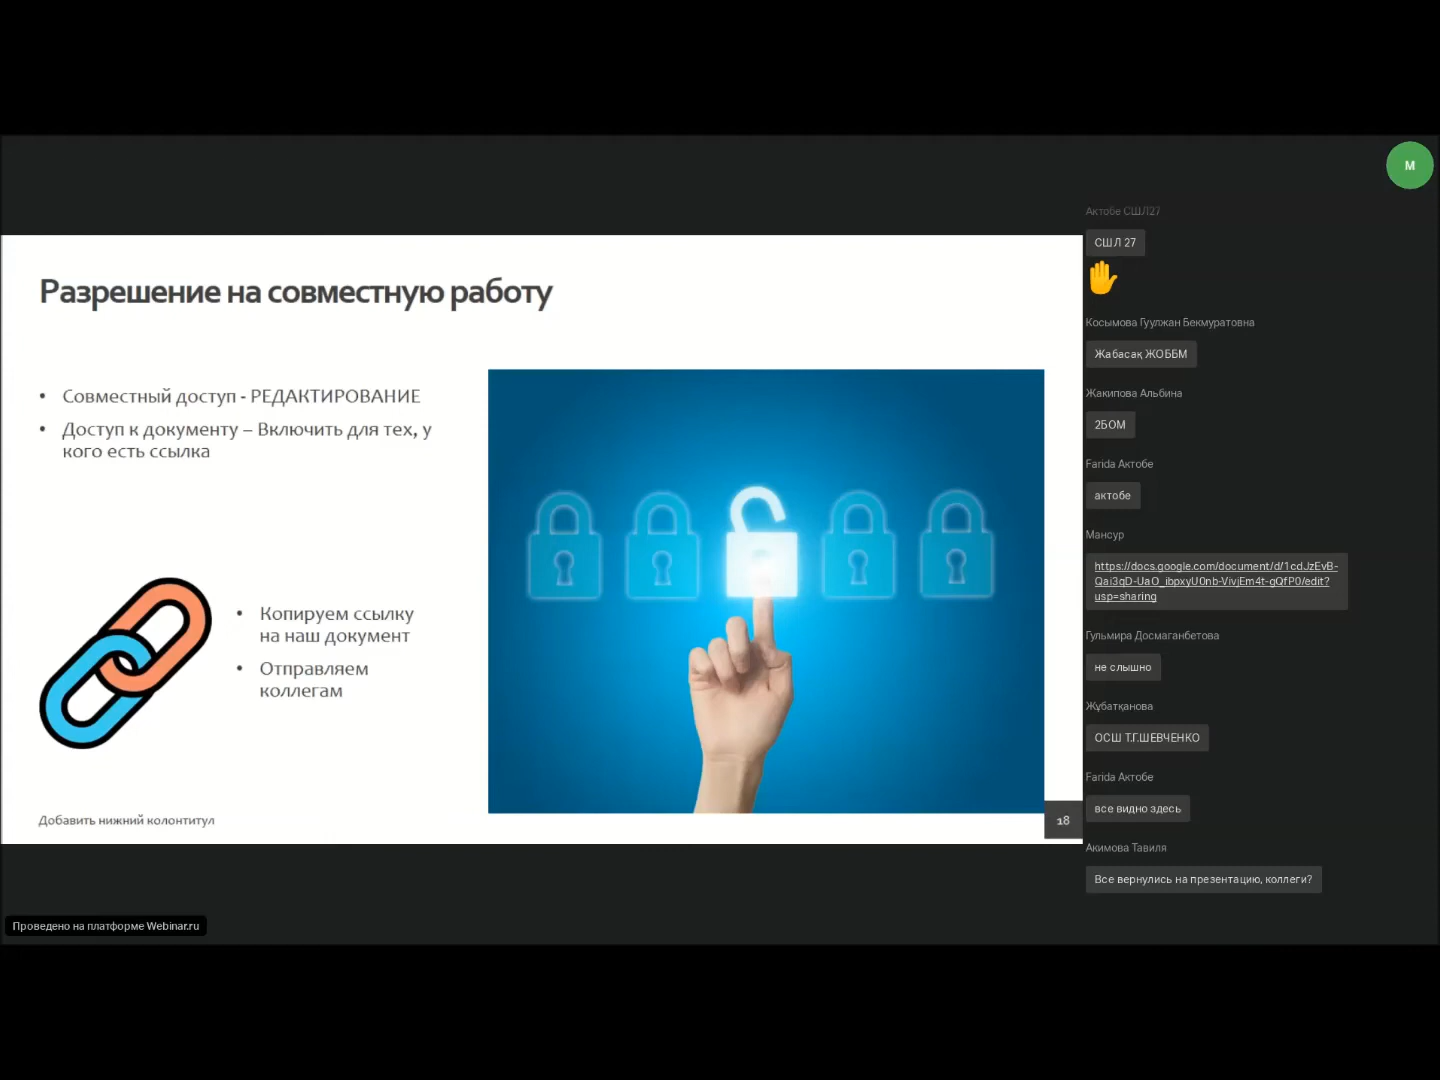 М
Актобе СШЛ27
СШЛ 27
Косымова Гуулжан Бекмуратовна
Жабасақ ЖОББМ
Жакипова Альбина
2БОМ
Farida Актобе
актобе
Мансур
https://docs.google.com/document/d/1cdJzEvB-
Qai3gD-UaO_ibpxyU0nb-VivjEm4t-gQfP0/edit?
usp=sharing
Гульмира Досмаганбетова
не слышно
Жұбатқанова
ОСШ Т.Г.ШЕВЧЕНКО
Farida Актобе
все видно здесь
Акимова Тавиля
Все вернулись на презентацию, коллеги?
Разрешение на совместную работу
• Совместный доступ - РЕДАКТИРОВАНИЕ
• Доступ к документу – Включить для тех, у
кого есть ссылка
• Копируем ссылку
на наш документ
• Отправляем
коллегам
Добавить нижний колонтитул
18
Проведено на платформе Webinar.ru